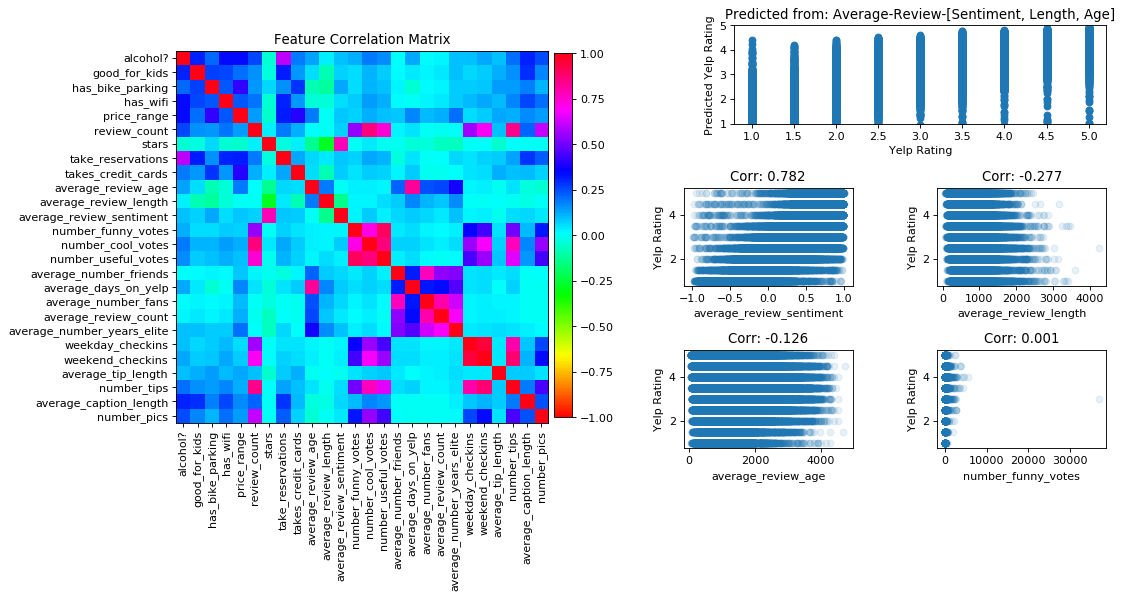 Feature Correlation Matrix
alcohol?
good_for_kids
has_bike_parking
has_wifi
price_range
review_count
stars
take_reservations
takes_credit_cards
average_review_age
average_review_length
average_review_sentiment
number_funny_votes
number_cool_votes
number_useful_votes
average_number_friends
average_days_on_yelp
average_number_fans
average_review_count
average_number_years_elite
weekday_checkins
weekend_checkins
average_tip_length
number_tips
average_caption_length
number_pics
alcohol?
good_for_kids
has_bike_parking
has_wifi
price_range
review_count
stars
take_reservations
takes_credit_cards
average_review_age
average_review_length
average_review_sentiment
number_funny_votes
number_cool_votes
number_useful_votes
average_number_friends
average_days_on_yelp
average_number_fans
average_review_count
average_number_years_elite
weekday_checkins
weekend_checkins
average_tip_length
number_tips
average_caption_length
number_pics
1.00
0.75
0.50
0.25
0.00
−0.25
−0.50
−0.75
−1.00
Predicted from: Average-Review-[Sentiment, Length, Age]
Predicted Yelp Rating
5
4
3
2
1
1.0 1.5 2.0 2.5 3.0 3.5 4.0 4.5 5.0
Yelp Rating
Corr: 0.782
Yelp Rating
4
2
−1.0 −0.5 0.0 0.5 1.0
average_review_sentiment
Corr: -0.277
Yelp Rating
4
2
0 1000 2000 3000 4000
average_review_length
Corr: -0.126
Yelp Rating
4
2
0 2000 4000
average_review_age
Corr: 0.001
Yelp Rating
4
2
0 10000 20000 30000
number_funny_votes